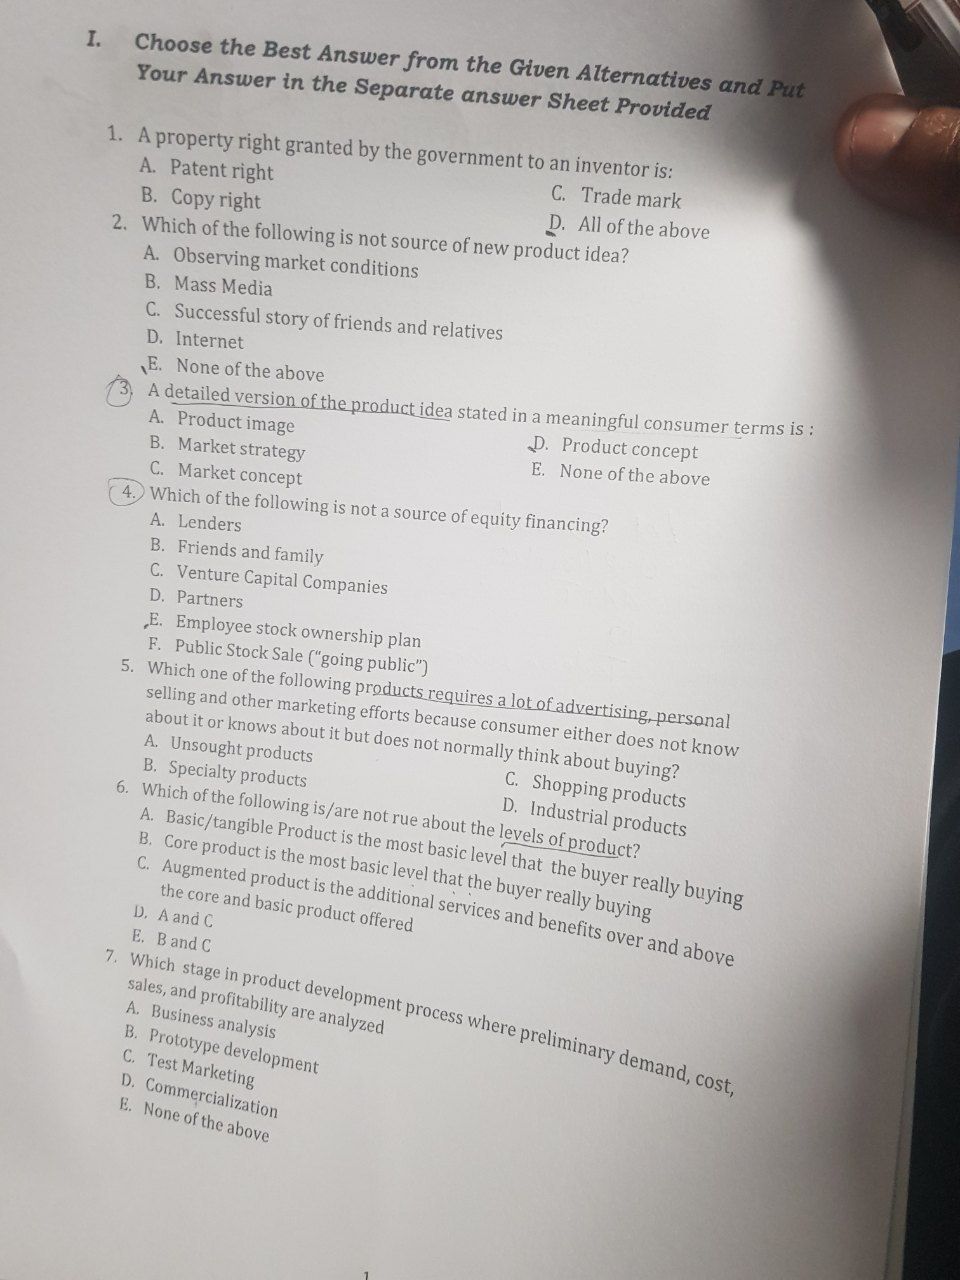 I. Choose the Best Answer from the Given Alternatives and Put
Your Answer in the Separate answer Sheet Provided
1. A property right granted by the government to an inventor is:
A. Patent right
C. Trade mark
B. Copy right
D. All of the above
2. Which of the following is not source of new product idea?
A. Observing market conditions
B. Mass Media
C. Successful story of friends and relatives
D. Internet
E. None of the above
3. A detailed version of the product idea stated in a meaningful consumer terms is :
A. Product image
D. Product concept
B. Market strategy
E. None of the above
C. Market concept
4. Which of the following is not a source of equity financing?
A. Lenders
B. Friends and family
C. Venture Capital Companies
D. Partners
E. Employee stock ownership plan
F. Public Stock Sale (“going public”)
5. Which one of the following products requires a lot of advertising, personal
selling and other marketing efforts because consumer either does not know
about it or knows about it but does not normally think about buying?
A. Unsought products
C. Shopping products
B. Specialty products
D. Industrial products
6. Which of the following is/are not rue about the levels of product?
A. Basic/tangible Product is the most basic level that the buyer really buying
B. Core product is the most basic level that the buyer really buying
C. Augmented product is the additional services and benefits over and above
the core and basic product offered
D. A and C
E. B and C
7. Which stage in product development process where preliminary demand, cost,
sales, and profitability are analyzed
A. Business analysis
B. Prototype development
C. Test Marketing
D. Commercialization
E. None of the above
1